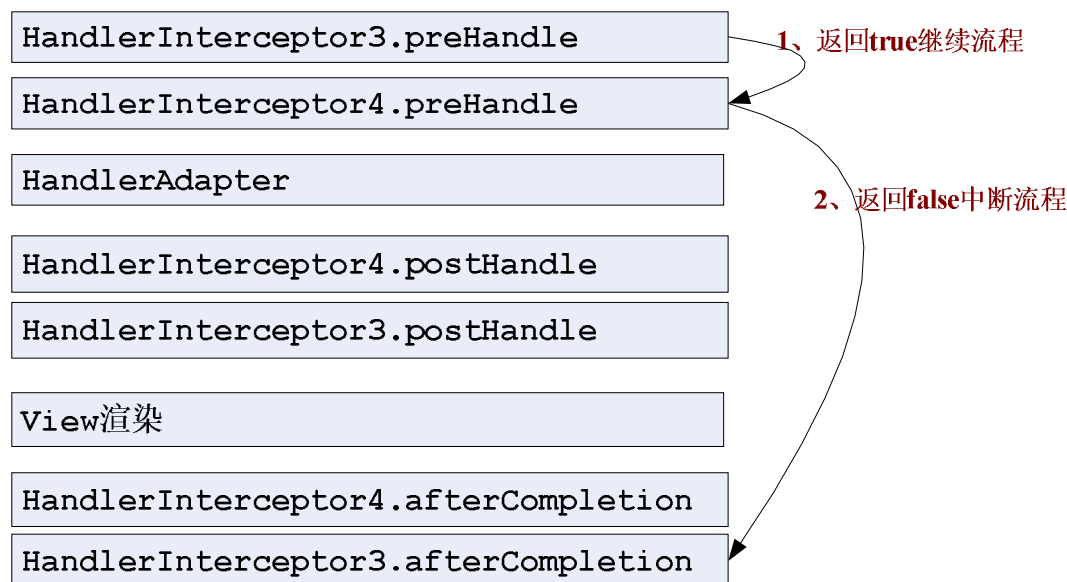 HandlerInterceptor3.preHandle
1、返回true继续流程
HandlerInterceptor4.preHandle
HandlerAdapter
2、返回false中断流程
HandlerInterceptor4.postHandle
HandlerInterceptor3.postHandle
View渲染
HandlerInterceptor4.afterCompletion
HandlerInterceptor3.afterCompletion